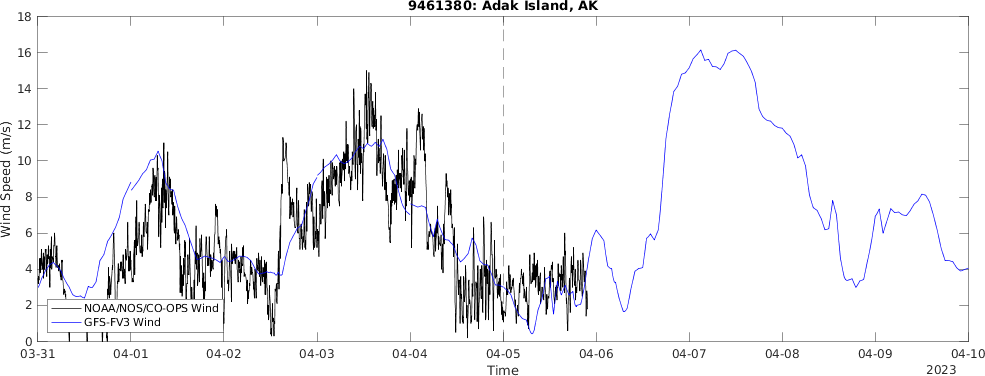 9461380: Adak Island, AK
Wind Speed (m/s)
18
16
14
12
10
8
6
4
2
0
NOAA/NOS/CO-OPS Wind
GFS-FV3 Wind
03-31 04-01 04-02 04-03 04-04 04-05 04-06 04-07 04-08 04-09 04-10
Time
2023